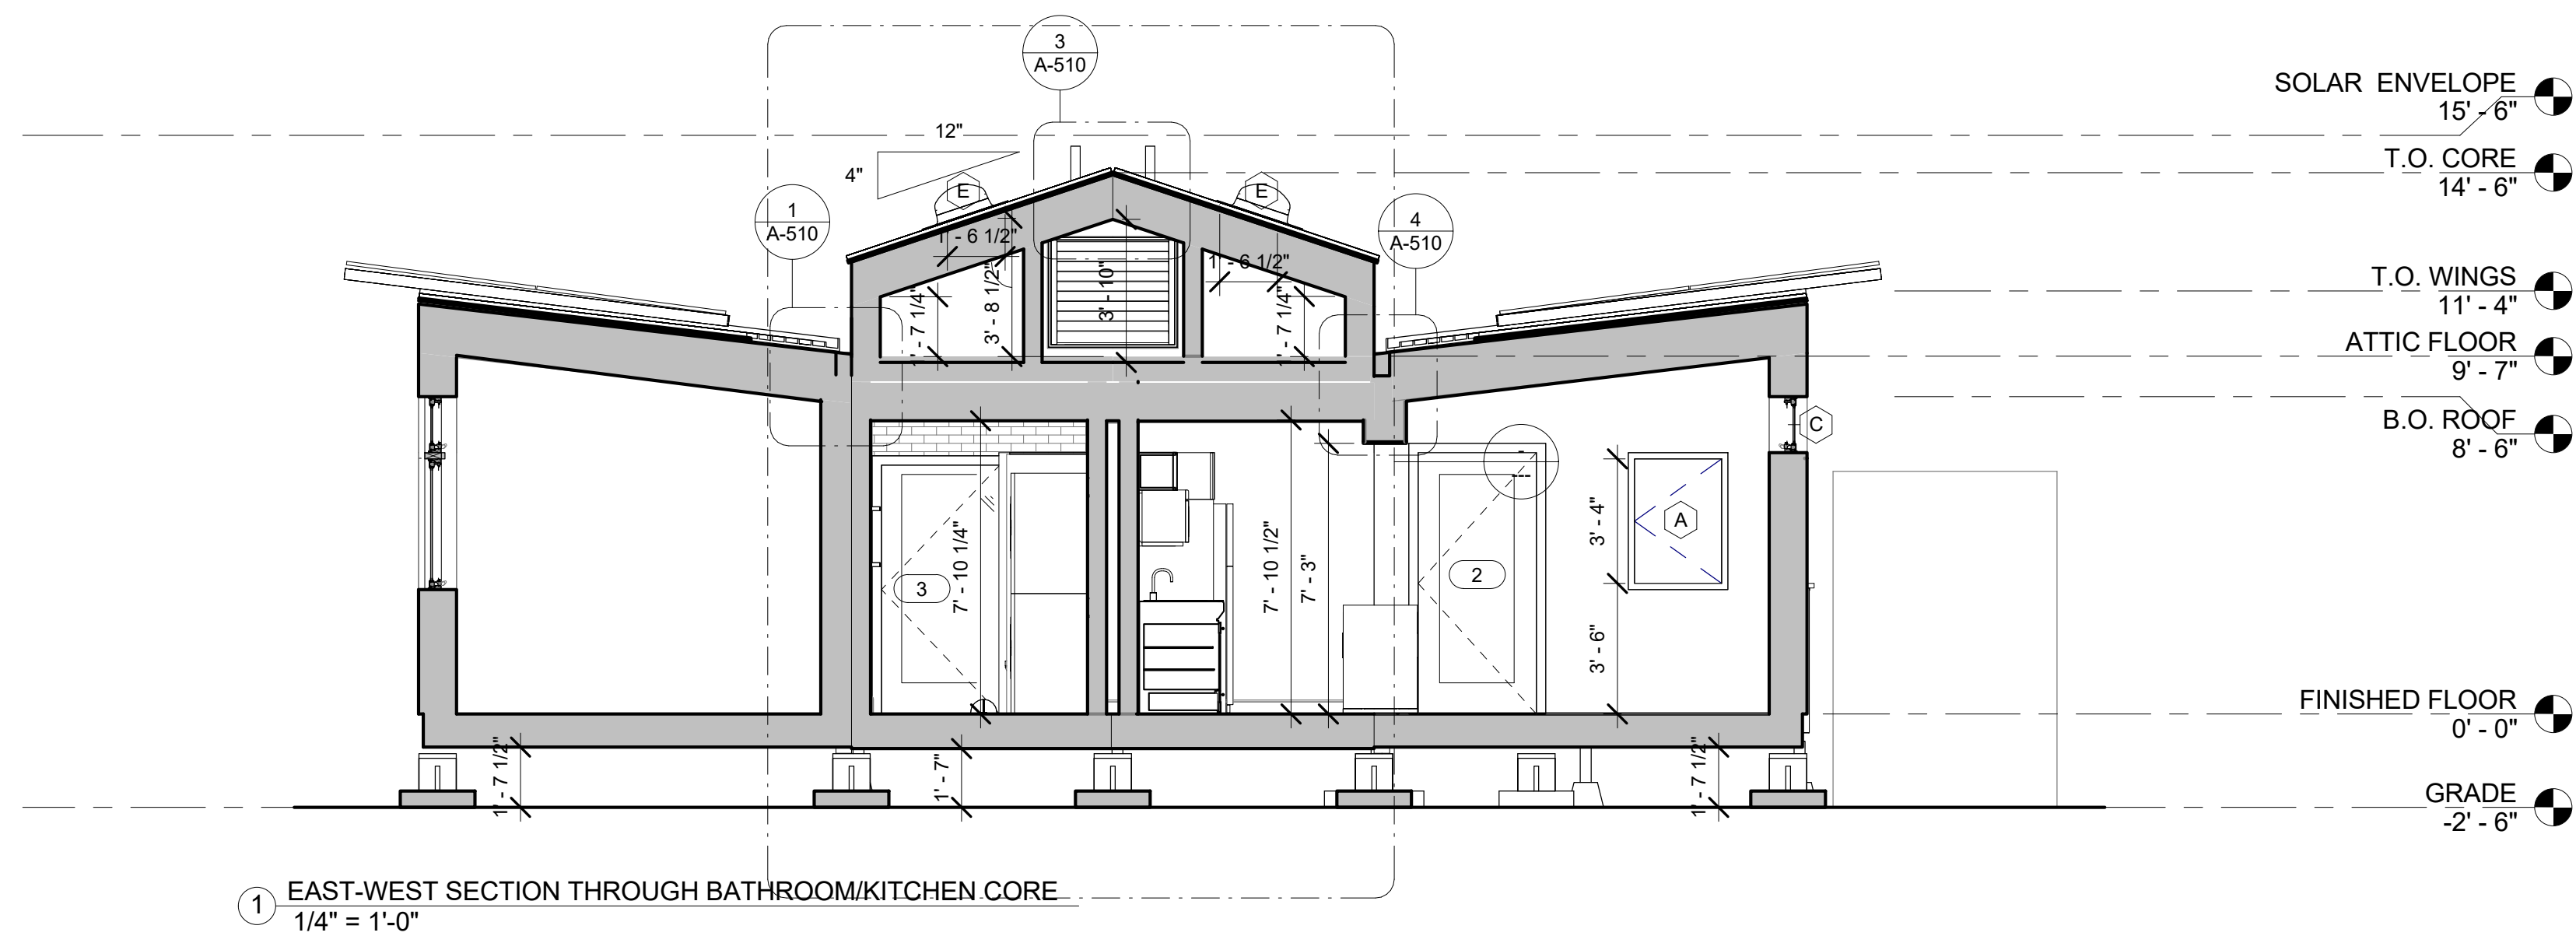 3
A-510
SOLAR  ENVELOPE
15' - 6"
12"
4"
T.O. CORE
14' - 6"
E
E
1
A-510
4
A-510
1' - 6 1/2"
1' - 6 1/2"
T.O. WINGS
11' - 4"
1' - 7 1/4"
3' - 8 1/2"
3' - 10"
1' - 7 1/4"
ATTIC FLOOR
9' - 7"
B.O. ROOF
8' - 6"
C
3' - 4"
A
7' - 10 1/4"
7' - 10 1/2"
7' - 3"
3
2
3' - 6"
FINISHED FLOOR
0' - 0"
1' - 7 1/2"
1' - 7"
1' - 7 1/2"
GRADE
-2' - 6"
1
EAST-WEST SECTION THROUGH BATHROOM/KITCHEN CORE
1/4" = 1'-0"